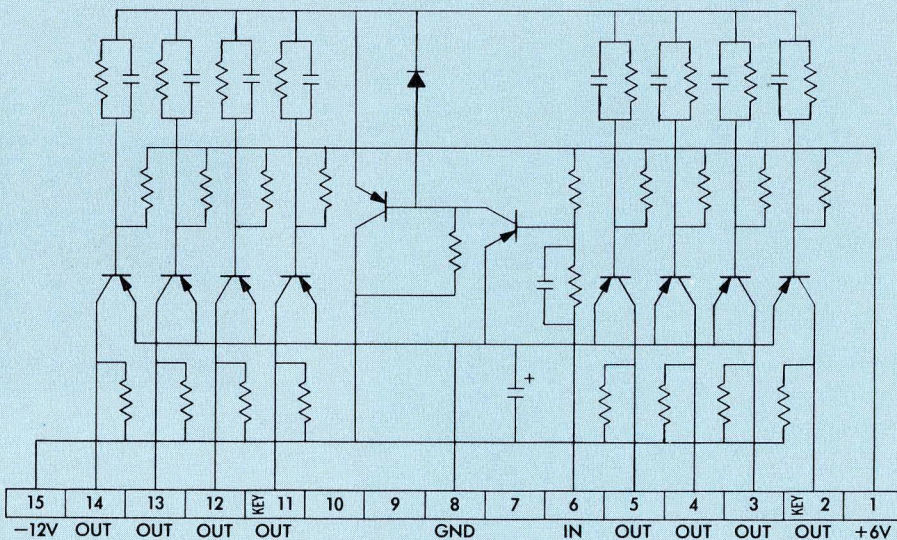 +
15 14 13 12 KEY 11 10 9 8 7 6 5 4 3 KEY 2 1
−12V OUT OUT OUT OUT GND IN OUT OUT OUT OUT +6V